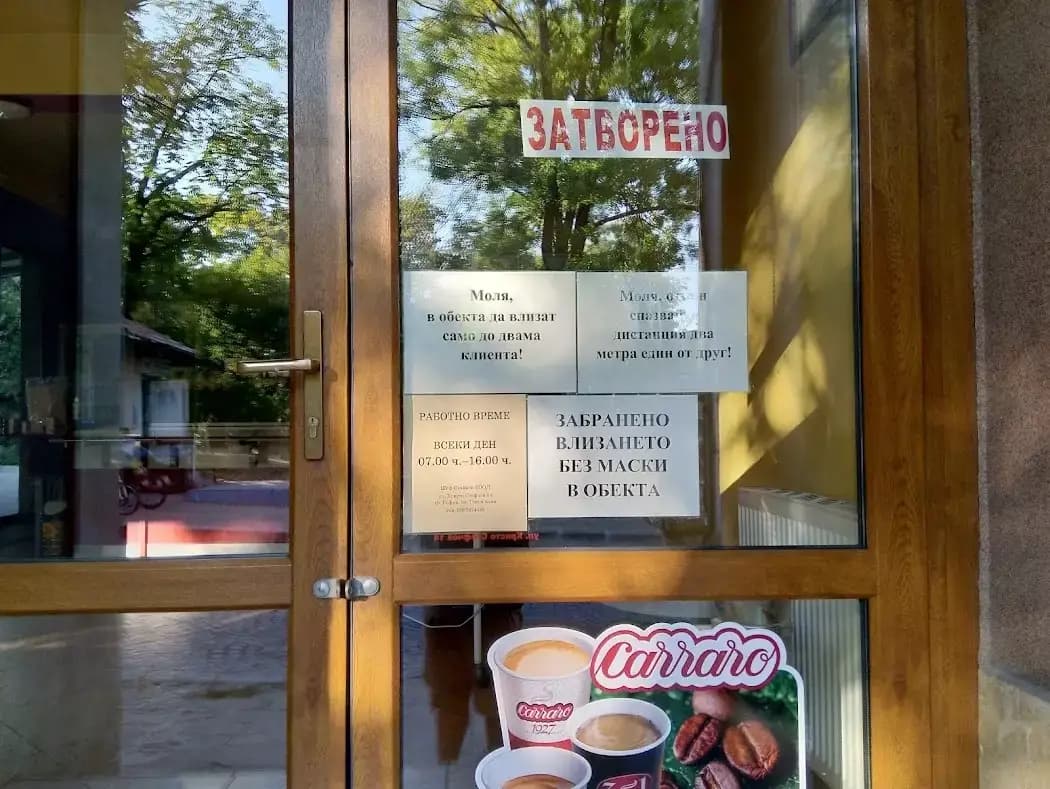 ЗАТВОРЕНО
Моля,
в обекта да влизат
само до двама
клиента!
Моля,
спазвай
дистанция два
метра един от друг!
РАБОТНО ВРЕМЕ
ВСЕКИ ДЕН
07.00 ч.–16.00 ч.
ЗАБРАНЕНО
ВЛИЗАНЕТО
БЕЗ МАСКИ
В ОБЕКТА
Carraro
Carraro
1927